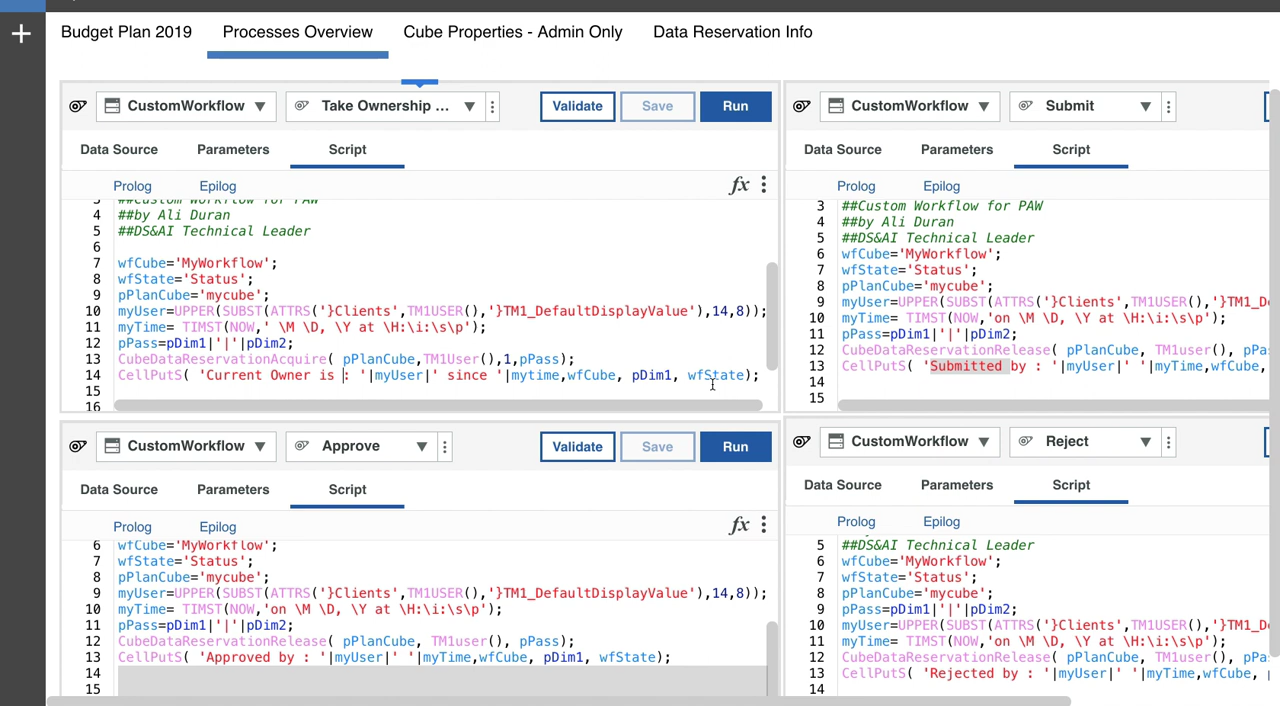 Budget Plan 2019 Processes Overview Cube Properties - Admin Only Data Reservation Info
CustomWorkflow Take Ownership ... Validate Save Run
Data Source Parameters Script
Prolog Epilog fx
3 ##Custom Workflow for PAW
4 ##by Ali Duran
5 ##DS&AI Technical Leader
6
7 wfCube='MyWorkflow';
8 wfState='Status';
9 pPlanCube='mycube';
10 myUser=UPPER(SUBST(ATTRS('}Clients',TM1USER(),'}TM1_DefaultDisplayValue'),14,8));
11 myTime= TIMST(NOW,' \M \D, \Y at \H:\i:\s\p');
12 pPass=pDim1|'|'|pDim2;
13 CubeDataReservationAcquire( pPlanCube,TM1User(),1,pPass);
14 CellPutS( 'Current Owner is : '|myUser|' since '|mytime,wfCube, pDim1, wfState);
15
16
CustomWorkflow Submit
Data Source Parameters Script
Prolog Epilog
3 ##Custom Workflow for PAW
4 ##by Ali Duran
5 ##DS&AI Technical Leader
6 wfCube='MyWorkflow';
7 wfState='Status';
8 pPlanCube='mycube';
9 myUser=UPPER(SUBST(ATTRS('}Clients',TM1USER(),'}TM1_D
10 myTime= TIMST(NOW,'on \M \D, \Y at \H:\i:\s\p');
11 pPass=pDim1|'|'|pDim2;
12 CubeDataReservationRelease( pPlanCube, TM1user(), pPa
13 CellPutS( 'Submitted by : '|myUser|' '|myTime,wfCube,
14
15
CustomWorkflow Approve Validate Save Run
Data Source Parameters Script
Prolog Epilog fx
6 wfCube='MyWorkflow';
7 wfState='Status';
8 pPlanCube='mycube';
9 myUser=UPPER(SUBST(ATTRS('}Clients',TM1USER(),'}TM1_DefaultDisplayValue'),14,8));
10 myTime= TIMST(NOW,'on \M \D, \Y at \H:\i:\s\p');
11 pPass=pDim1|'|'|pDim2;
12 CubeDataReservationRelease( pPlanCube, TM1user(), pPass);
13 CellPutS( 'Approved by : '|myUser|' '|myTime,wfCube, pDim1, wfState);
14
15
CustomWorkflow Reject
Data Source Parameters Script
Prolog Epilog
5 ##DS&AI Technical Leader
6 wfCube='MyWorkflow';
7 wfState='Status';
8 pPlanCube='mycube';
9 pPass=pDim1|'|'|pDim2;
10 myUser=UPPER(SUBST(ATTRS('}Clients',TM1USER(),'}TM1_D
11 myTime= TIMST(NOW,'on \M \D, \Y at \H:\i:\s\p');
12 CubeDataReservationRelease( pPlanCube, TM1user(), pPa
13 CellPutS( 'Rejected by : '|myUser|' '|myTime,wfCube,
14